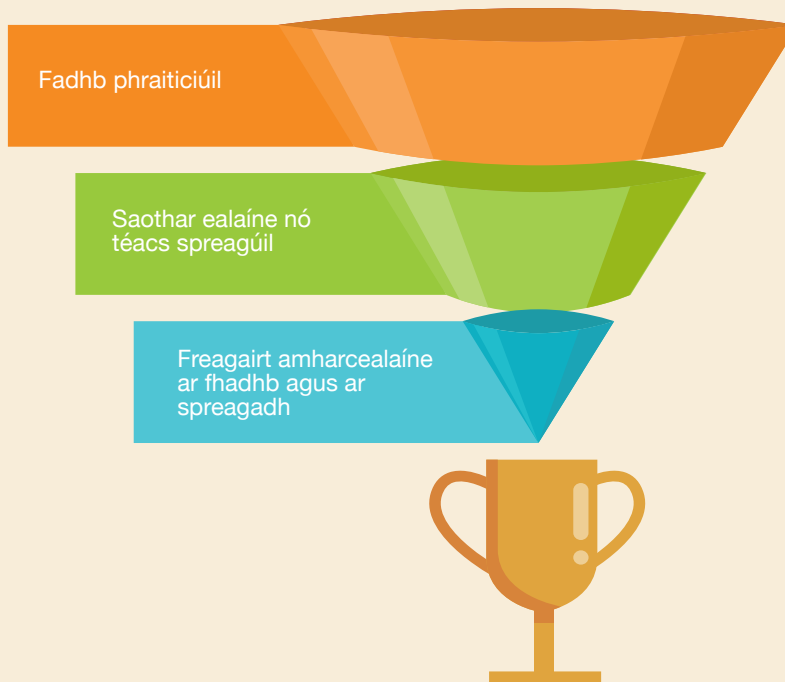 Fadhb phraiticiúil
Saothar ealaíne nó
téacs spreagúil
Freagairt amharcealaíne
ar fhadhb agus ar
spreagadh